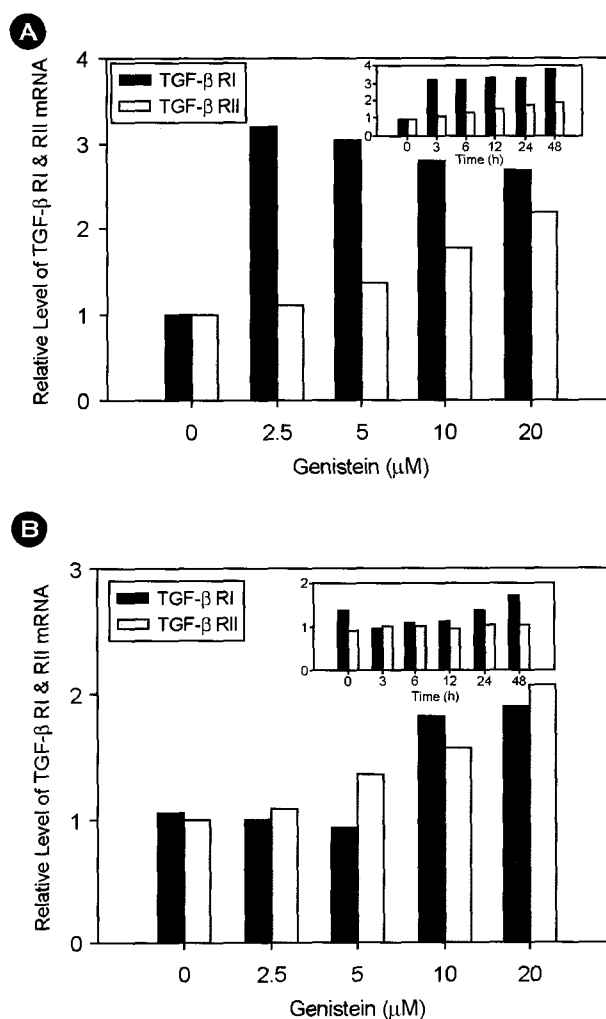 A
Relative Level of TGF-β RI & RII mRNA
4
3
2
1
0
TGF-β RI
TGF-β RII
4
3
2
1
0
0 3 6 12 24 48
Time (h)
0 2.5 5 10 20
Genistein (μM)
B
Relative Level of TGF-β RI & RII mRNA
3
2
1
0
TGF-β RI
TGF-β RII
2
1
0
0 3 6 12 24 48
Time (h)
0 2.5 5 10 20
Genistein (μM)